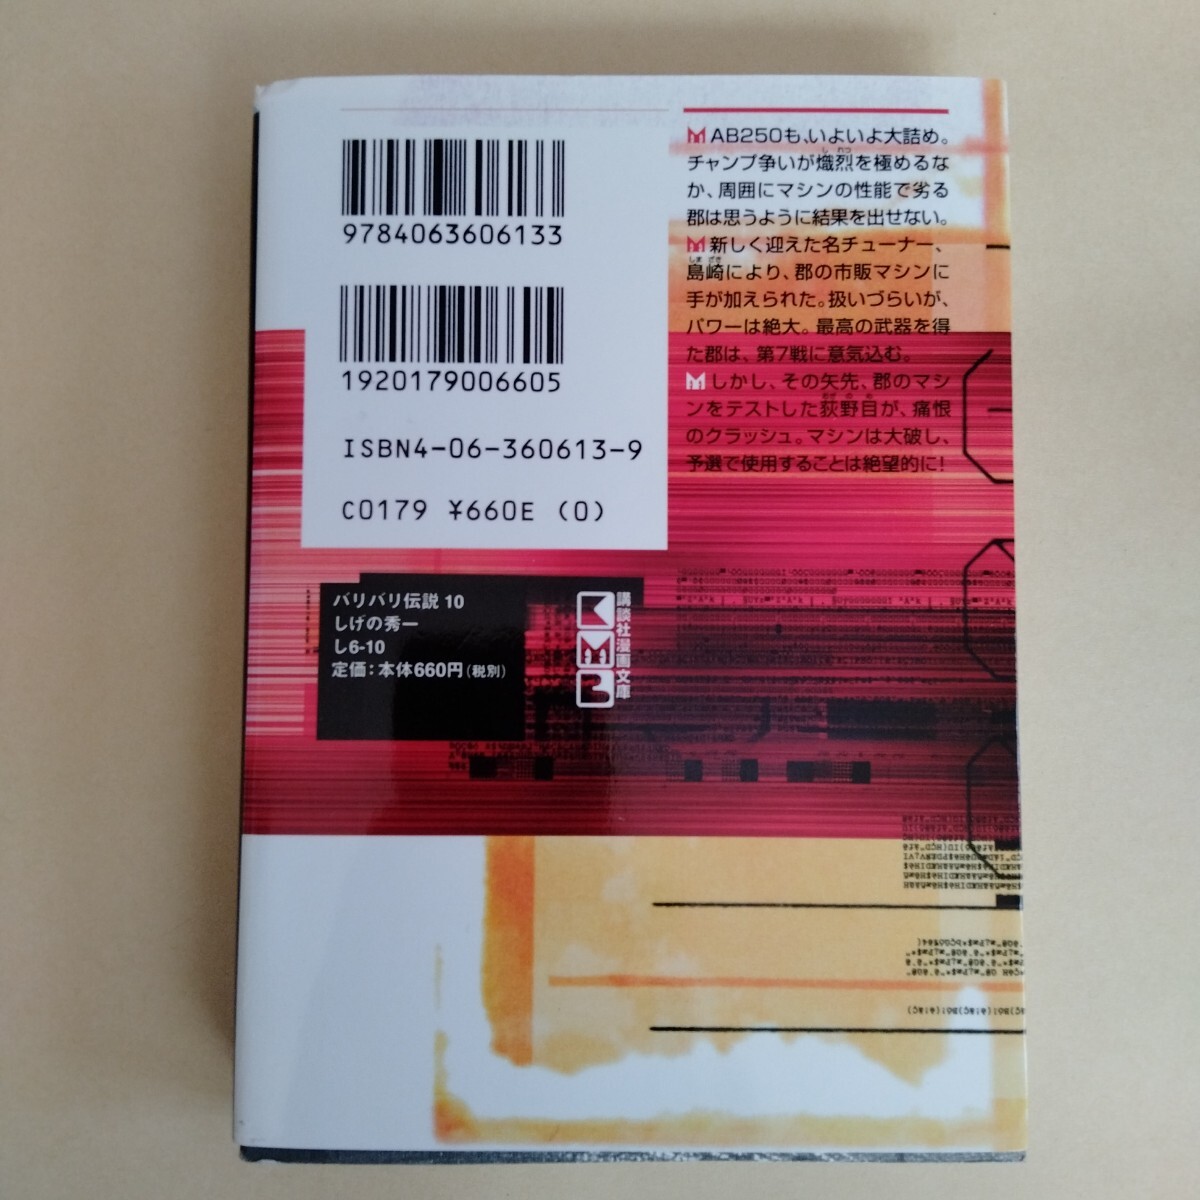 9784063606133
1920179006605
ISBN4-06-360613-9
C0179 ¥660E (0)
AB250も、いよいよ大詰め。
チャンプ争いが熾烈を極めるな
か、周囲にマシンの性能で劣る
郡は思うように結果を出せない。
新しく迎えた名チューナー、
島崎により、郡の市販マシンに
手が加えられた。扱いづらいが、
パワーは絶大。最高の武器を得
た郡は、第7戦に意気込む。
しかし、その矢先、郡のマシ
ンをテストした荻野目が、痛恨
のクラッシュ。マシンは大破し、
予選で使用することは絶望的に!
バリバリ伝説 10
しげの秀一
し6-10
定価:本体660円(税別)
講談社漫画文庫